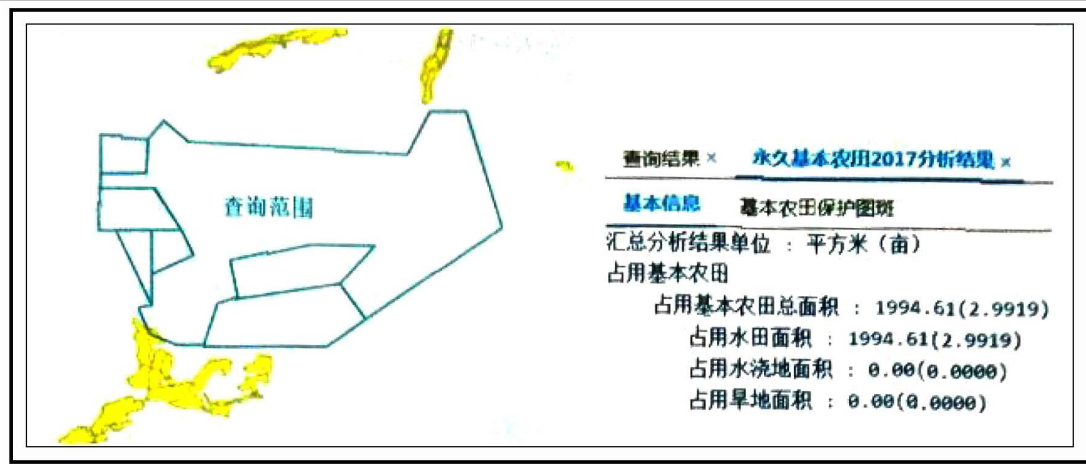 查询范围
查询结果 × 永久基本农田2017分析结果 ×
基本信息 基本农田保护图斑
汇总分析结果单位 : 平方米(亩)
占用基本农田
占用基本农田总面积 : 1994.61(2.9919)
占用水田面积 : 1994.61(2.9919)
占用水浇地面积 : 0.00(0.0000)
占用旱地面积 : 0.00(0.0000)